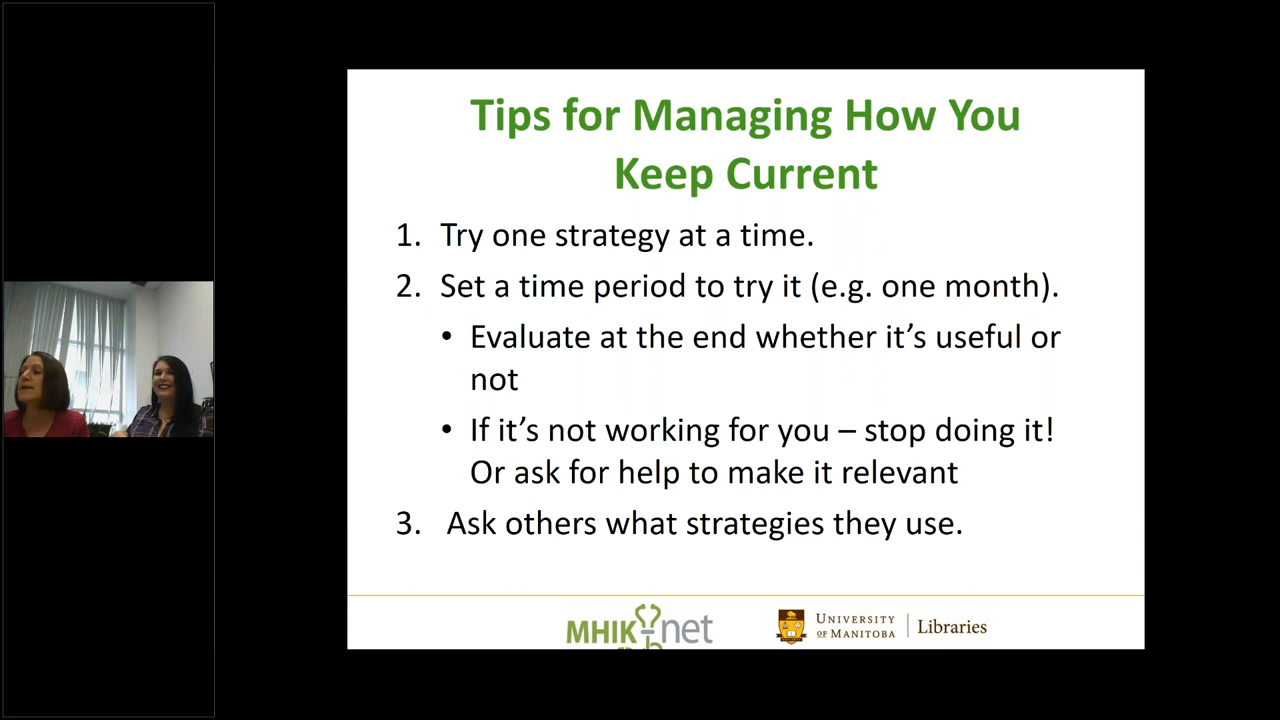 Tips for Managing How You
Keep Current
1. Try one strategy at a time.
2. Set a time period to try it (e.g. one month).
• Evaluate at the end whether it’s useful or
not
• If it’s not working for you – stop doing it!
Or ask for help to make it relevant
3. Ask others what strategies they use.
MHIKnet
UNIVERSITY
OF MANITOBA
Libraries